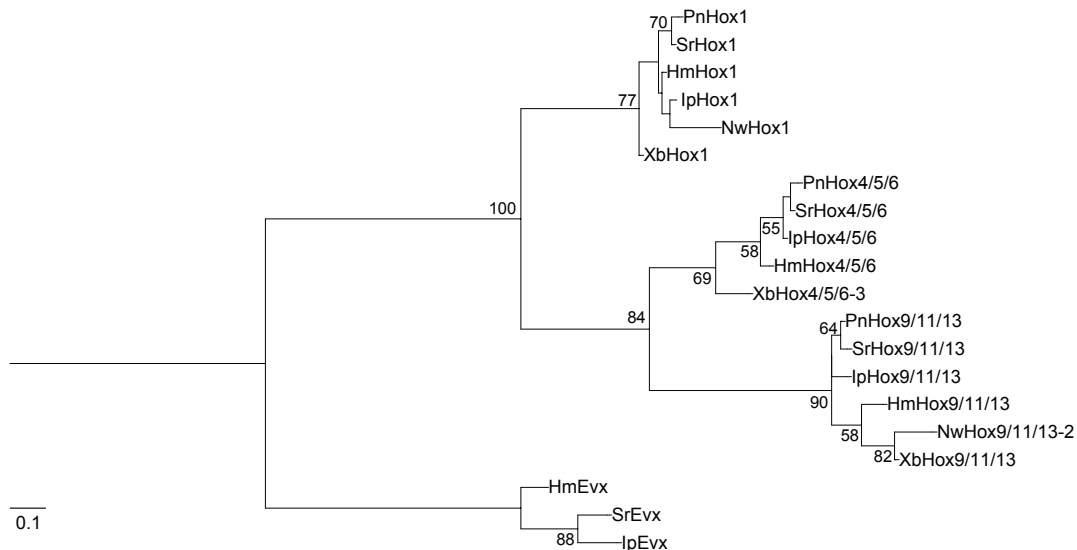 PnHox1
70
SrHox1
HmHox1
IpHox1
77
NwHox1
XbHox1
PnHox4/5/6
100
SrHox4/5/6
55
IpHox4/5/6
58
HmHox4/5/6
69
XbHox4/5/6-3
84
PnHox9/11/13
64
SrHox9/11/13
IpHox9/11/13
90
HmHox9/11/13
58
NwHox9/11/13-2
82
XbHox9/11/13
HmEvx
SrEvx
0.1
88
IpEvx